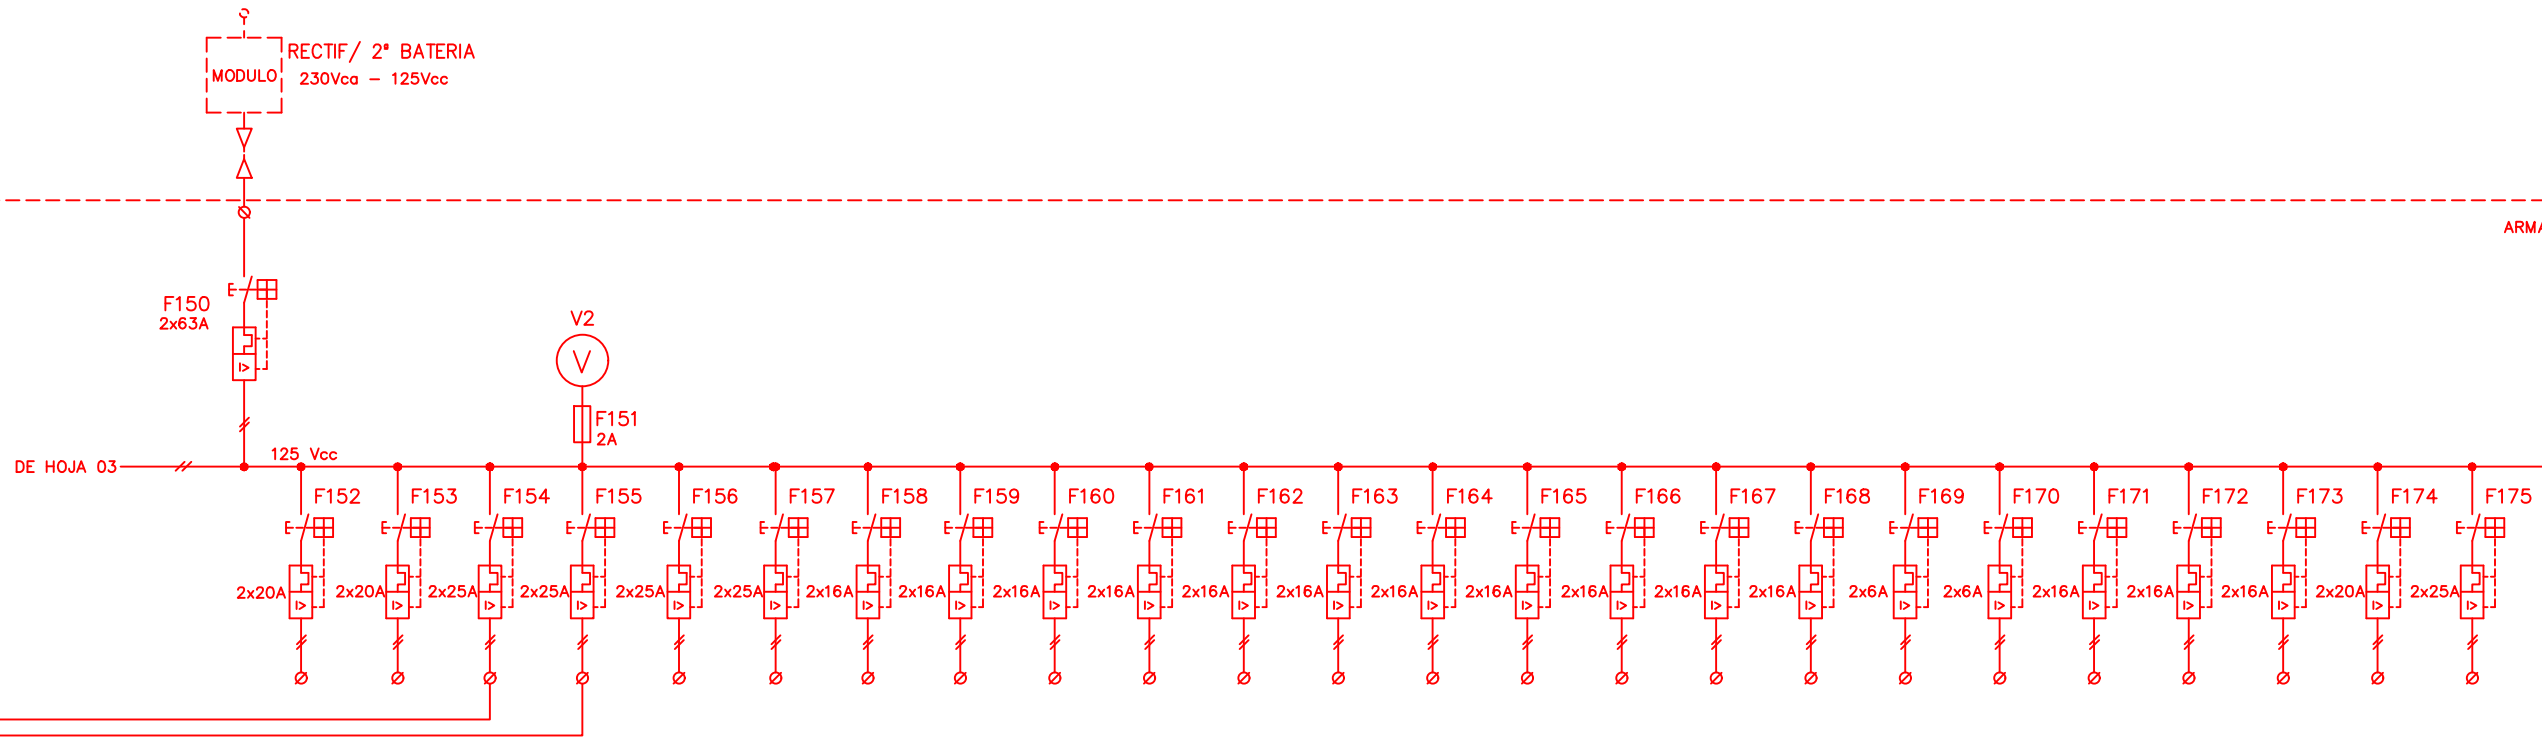 RECTIF/ 2ª BATERIA
MODULO
230Vca – 125Vcc
ARMA
F150
2x63A
V2
V
I>
F151
2A
125 Vcc
DE HOJA 03
F152 F153 F154 F155 F156 F157 F158 F159 F160 F161 F162 F163 F164 F165 F166 F167 F168 F169 F170 F171 F172 F173 F174 F175
2x20A 2x20A 2x25A 2x25A 2x25A 2x25A 2x16A 2x16A 2x16A 2x16A 2x16A 2x16A 2x16A 2x16A 2x16A 2x16A 2x16A 2x6A 2x6A 2x16A 2x16A 2x16A 2x20A 2x25A
I> I> I> I> I> I> I> I> I> I> I> I> I> I> I> I> I> I> I> I> I> I> I> I>